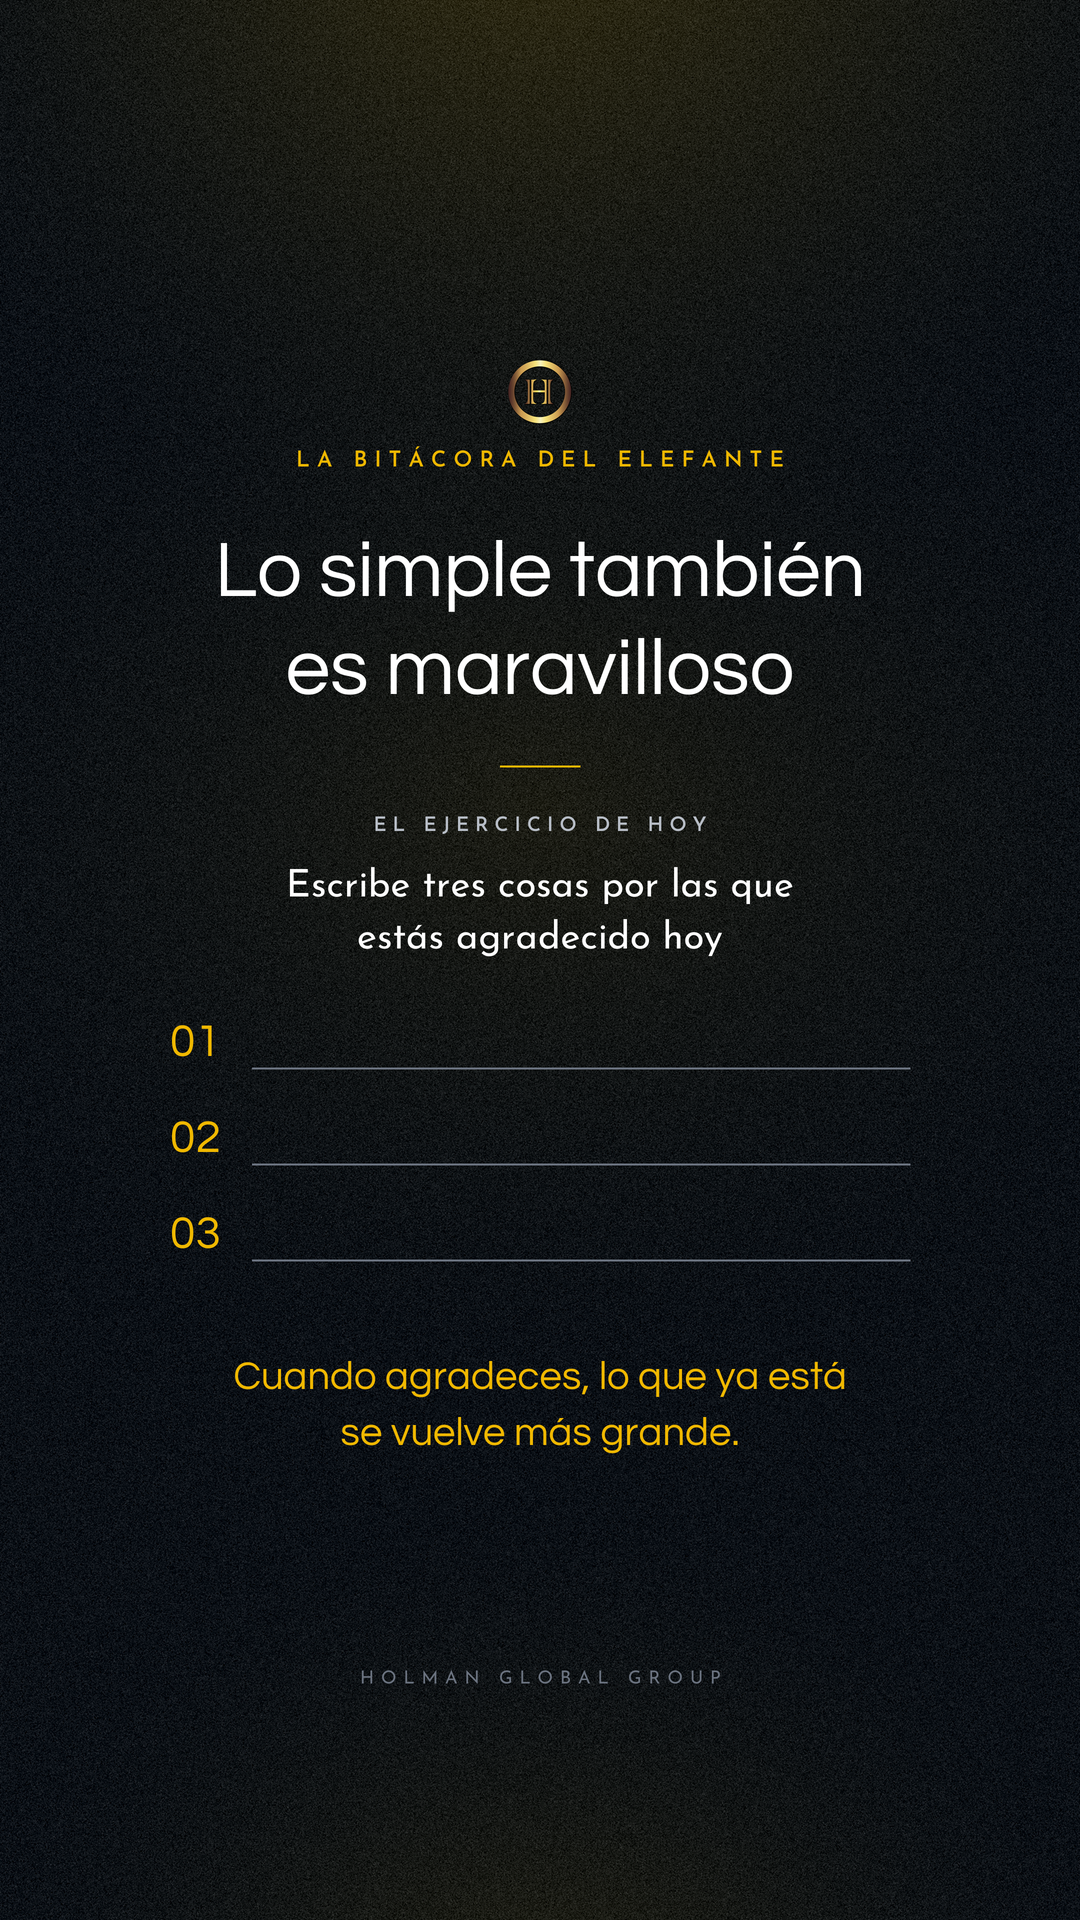 H
LA BITÁCORA DEL ELEFANTE
Lo simple también
es maravilloso
EL EJERCICIO DE HOY
Escribe tres cosas por las que
estás agradecido hoy
01
02
03
Cuando agradeces, lo que ya está
se vuelve más grande.
HOLMAN GLOBAL GROUP